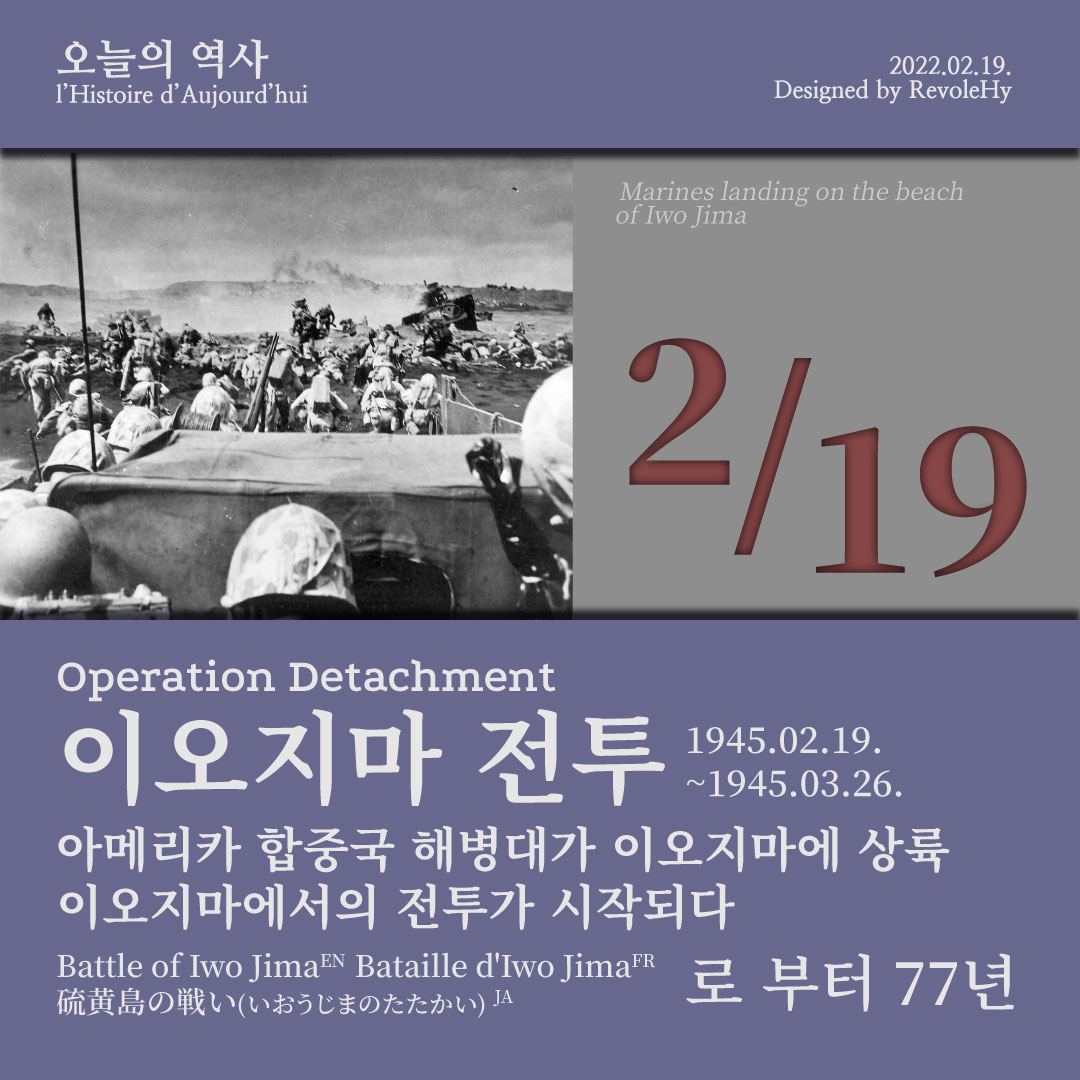 오늘의 역사
l'Histoire d'Aujourd'hui
2022.02.19.
Designed by RevoleHy
Marines landing on the beach
of Iwo Jima
2/19
Operation Detachment
이오지마 전투
1945.02.19.
~1945.03.26.
아메리카 합중국 해병대가 이오지마에 상륙
이오지마에서의 전투가 시작되다
Battle of Iwo JimaEN Bataille d'Iwo JimaFR
硫黄島の戦い(いおうじまのたたかい) JA
로 부터 77년